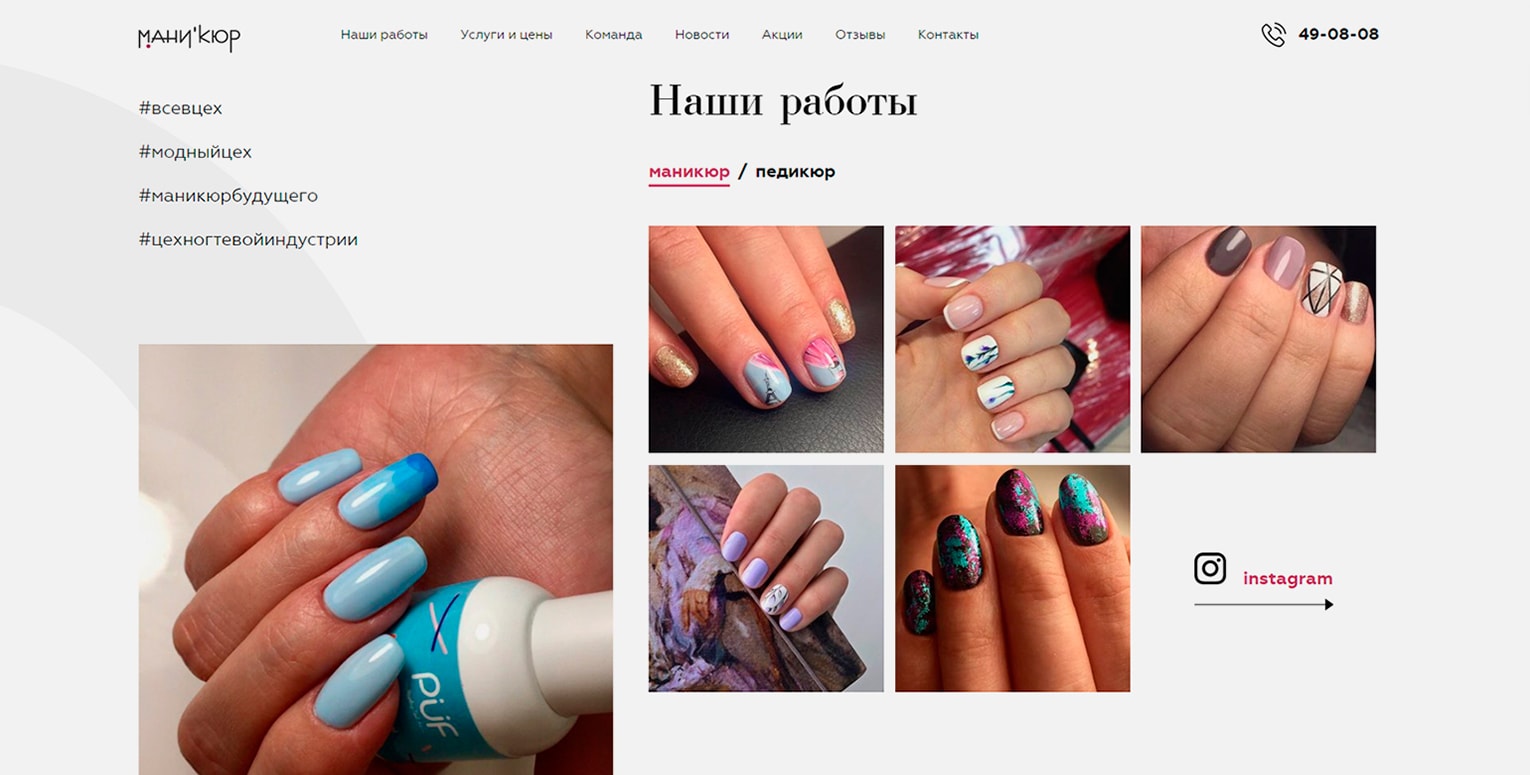 мАНИ'КЮР
Наши работы
Услуги и цены
Команда
Новости
Акции
Отзывы
Контакты
49-08-08
#всевцех
#модныйцех
#маникюрбудущего
#цехногтевойиндустрии
Наши работы
маникюр / педикюр
instagram
püf